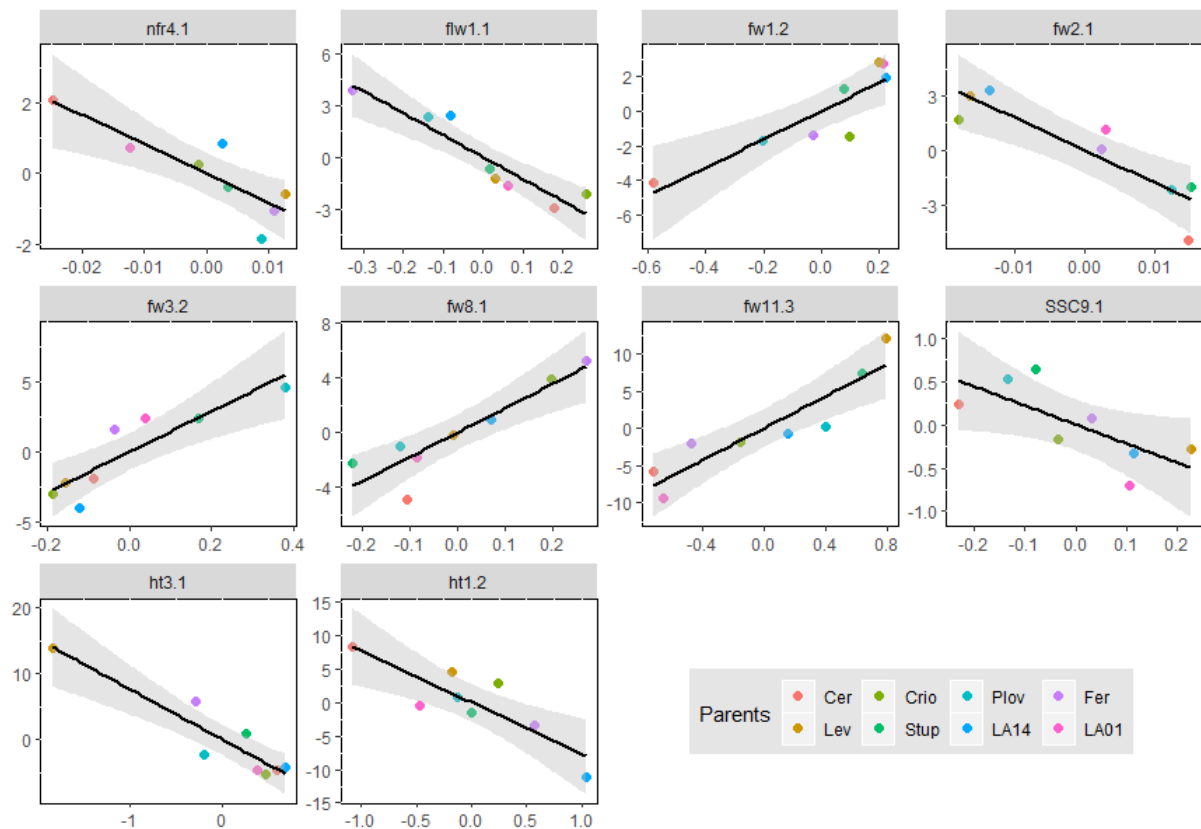 nfr4.1 flw1.1 fw1.2 fw2.1
2 0 -2
6 3 0 -3
2 0 -2 -4 -6
3 0 -3
-0.02 -0.01 0.00 0.01
-0.3 -0.2 -0.1 0.0 0.1 0.2
-0.6 -0.4 -0.2 0.0 0.2
-0.01 0.00 0.01
fw3.2 fw8.1 fw11.3 SSC9.1
5 0 -5
8 4 0 -4
10 5 0 -5 -10
1.0 0.5 0.0 -0.5 -1.0
-0.2 0.0 0.2 0.4
-0.2 -0.1 0.0 0.1 0.2
-0.4 0.0 0.4 0.8
-0.2 -0.1 0.0 0.1 0.2
ht3.1 ht1.2
20 10 0
15 10 5 0 -5 -10 -15
-1 0
-1.0 -0.5 0.0 0.5 1.0
Parents
Cer Crio Plov Fer
Lev Stup LA14 LA01